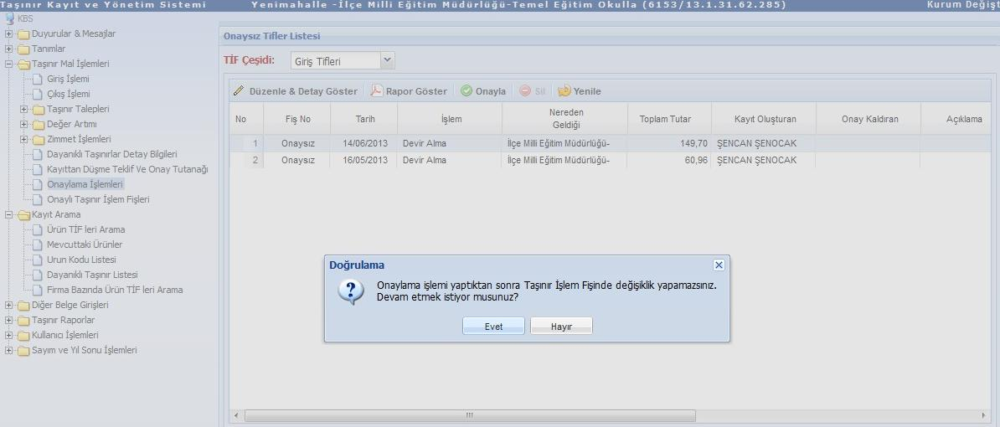 Taşınır Kayıt ve Yönetim Sistemi Yenimahalle -İlçe Milli Eğitim Müdürlüğü-Temel Eğitim Okulla (6153/13.1.31.62.285) Kurum Değişt
KBS
Duyurular & Mesajlar
Tanımlar
Taşınır Mal İşlemleri
Giriş İşlemi
Çıkış İşlemi
Taşınır Talepleri
Değer Artımı
Zimmet İşlemleri
Dayanıklı Taşınırlar Detay Bilgileri
Kayıttan Düşme Teklif Ve Onay Tutanağı
Onaylama İşlemleri
Onaylı Taşınır İşlem Fişleri
Kayıt Arama
Ürün TİF leri Arama
Mevcuttaki Ürünler
Urun Kodu Listesi
Dayanıklı Taşınır Listesi
Firma Bazında Ürün TİF leri Arama
Diğer Belge Girişleri
Taşınır Raporlar
Kullanıcı İşlemleri
Sayım ve Yıl Sonu İşlemleri
Onaysız Tifler Listesi
TİF Çeşidi: Giriş Tifleri
Düzenle & Detay Göster Rapor Göster Onayla Sil Yenile
No Fiş No Tarih İşlem Nereden Geldiği Toplam Tutar Kayıt Oluşturan Onay Kaldıran Açıklama
1 Onaysız 14/06/2013 Devir Alma İlçe Milli Eğitim Müdürlüğü- 149,70 ŞENCAN ŞENOCAK
2 Onaysız 16/05/2013 Devir Alma İlçe Milli Eğitim Müdürlüğü- 60,96 ŞENCAN ŞENOCAK
Doğrulama
Onaylama işlemi yaptıktan sonra Taşınır İşlem Fişinde değişiklik yapamazsınız.
Devam etmek istiyor musunuz?
Evet Hayır